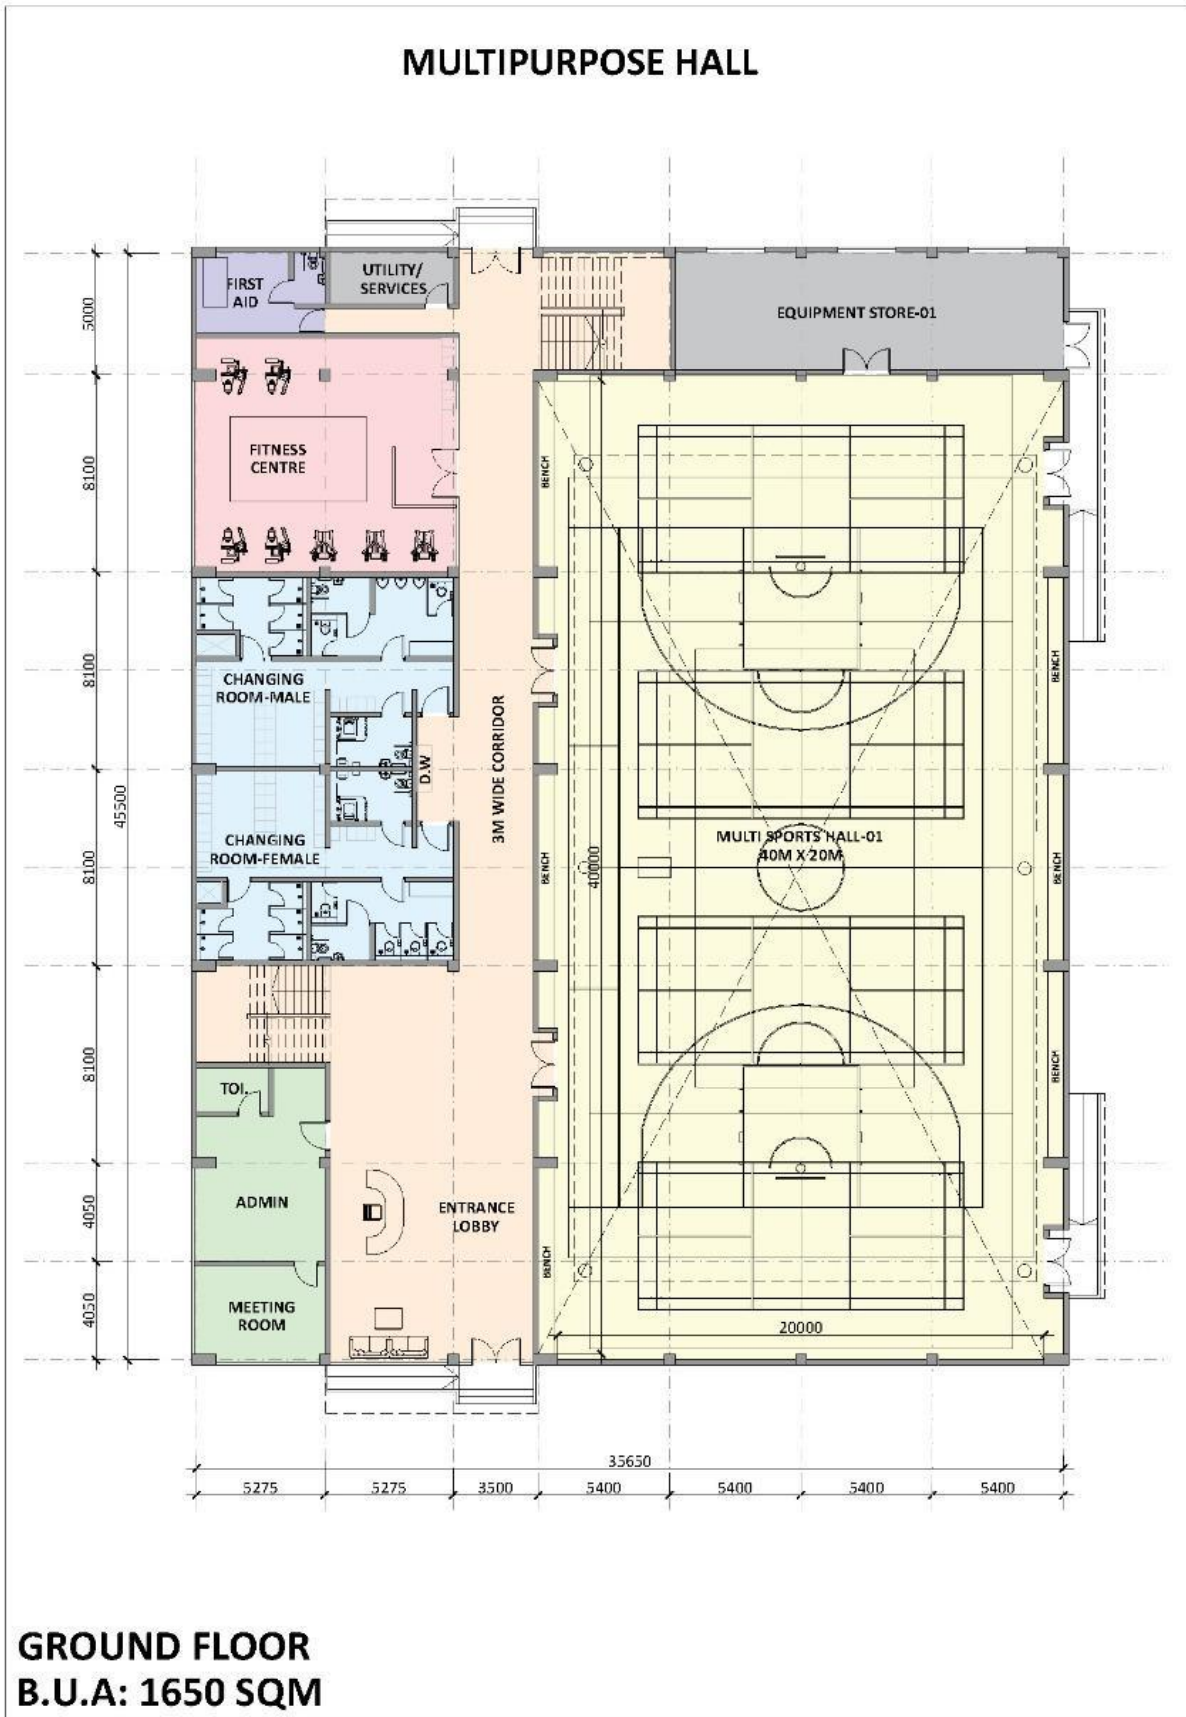 MULTIPURPOSE HALL
FIRST
AID
UTILITY/
SERVICES
EQUIPMENT STORE-01
5000
FITNESS
CENTRE
BENCH
8100
CHANGING
ROOM-MALE
BENCH
8100
D.W
3M WIDE CORRIDOR
45500
CHANGING
ROOM-FEMALE
MULTI SPORTS HALL-01
40M X 20M
40000
BENCH
BENCH
8100
8100
BENCH
TOI.
ADMIN
ENTRANCE
LOBBY
4050
BENCH
MEETING
ROOM
4050
20000
35650
5275
5275
3500
5400
5400
5400
5400
GROUND FLOOR
B.U.A: 1650 SQM